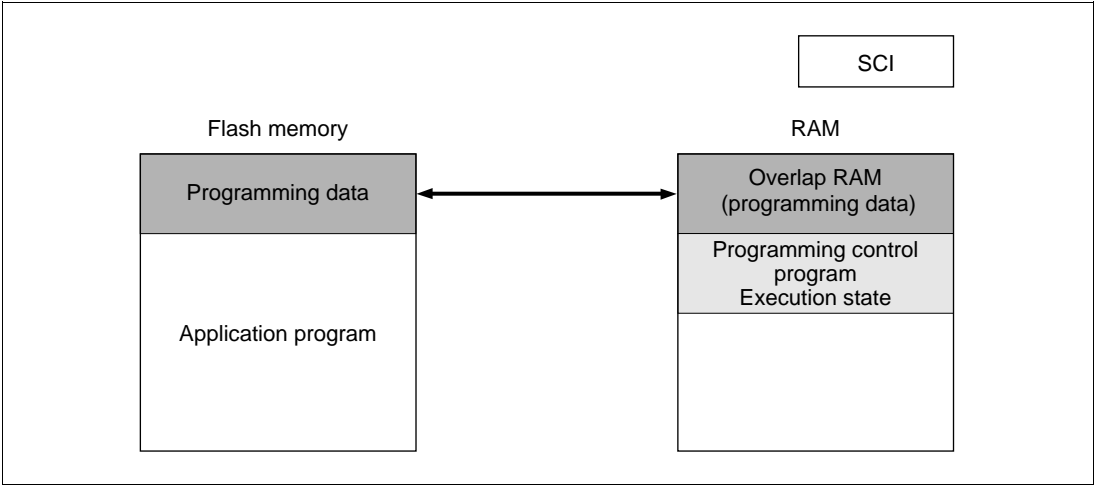 SCI
Flash memory
RAM
Programming data
Overlap RAM
(programming data)
Programming control
program
Execution state
Application program